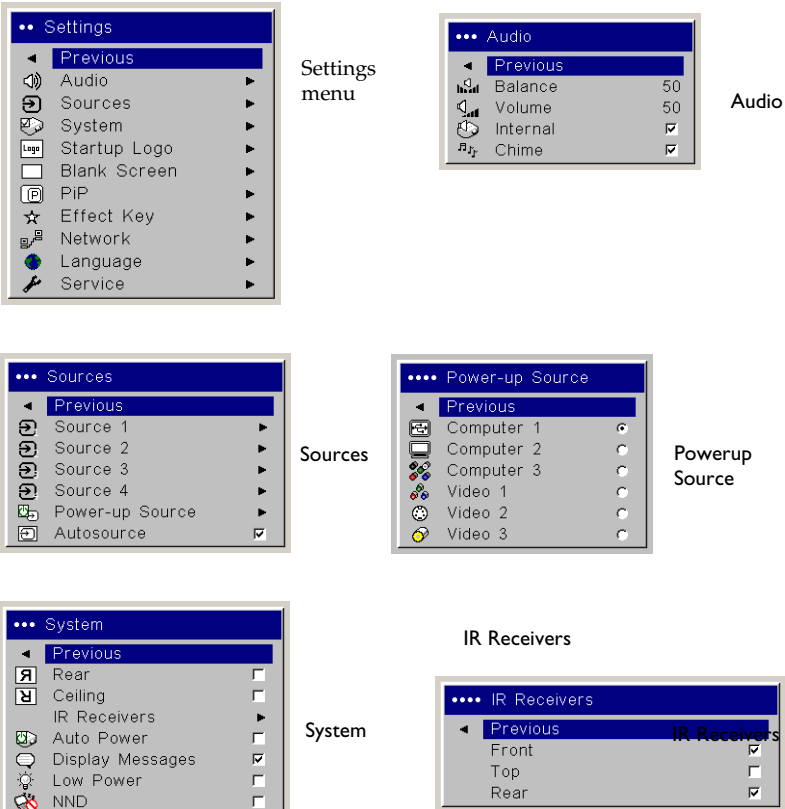 Settings
Previous
Audio
Sources
System
Logo Startup Logo
Blank Screen
P PiP
Effect Key
Network
Language
Service
Settings
menu
Audio
Previous
Balance 50
Volume 50
Internal
Chime
Audio
Sources
Previous
Source 1
Source 2
Source 3
Source 4
Power-up Source
Autosource
Sources
Power-up Source
Previous
Computer 1
Computer 2
Computer 3
Video 1
Video 2
Video 3
Powerup
Source
System
Previous
Rear
Ceiling
IR Receivers
Auto Power
Display Messages
Low Power
NND
System
IR Receivers
IR Receivers
Previous
IR Receivers
Front
Top
Rear